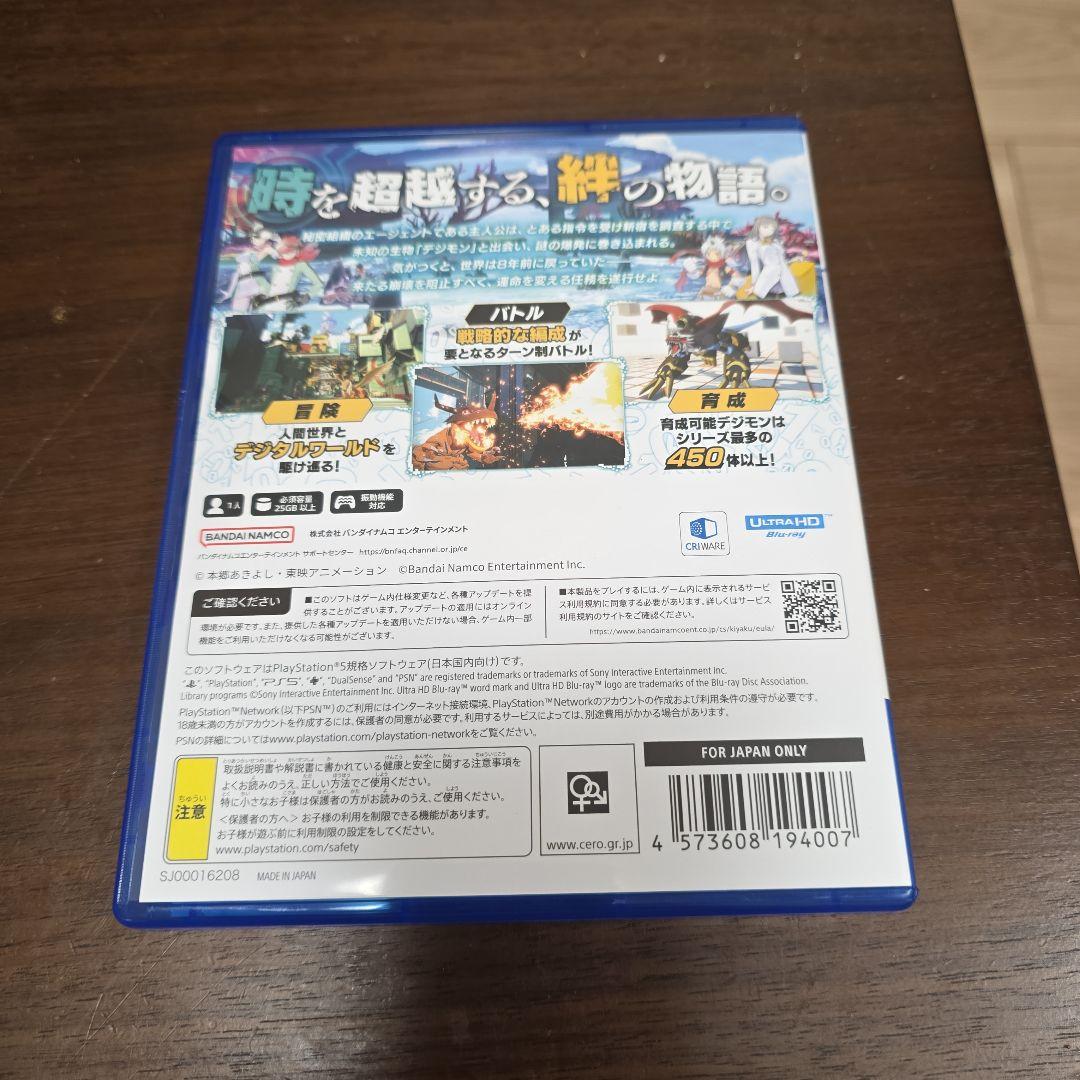 時を超越する、絆の物語。
秘密組織のエージェントである主人公は、とある指令を受け新宿を調査する中で
未知の生物「デジモン」と出会い、謎の爆発に巻き込まれる。
気がつくと、世界は8年前に戻っていた──
来たる崩壊を阻止すべく、運命を変える任務を遂行せよ。
冒険
人間世界と
デジタルワールドを
駆け巡る!
バトル
戦略的な編成が
要となるターン制バトル!
育成
育成可能デジモンは
シリーズ最多の
450体以上!
1人
必須容量
25GB 以上
振動機能
対応
BANDAI NAMCO
株式会社 バンダイナムコ エンターテインメント
バンダイナムコエンターテインメント サポートセンター https://bnfaq.channel.or.jp/ce
© 本郷あきよし・東映アニメーション ©Bandai Namco Entertainment Inc.
CRIWARE
ULTRA HD
Blu-ray™
ご確認ください
■このソフトはゲーム内仕様変更など、各種アップデートを提
供することがございます。アップデートの適用にはオンライン
環境が必要です。また、提供した各種アップデートを適用いただけない場合、ゲーム内一部
機能をご利用いただけなくなる可能性がございます。
■本製品をプレイするには、ゲーム内に表示されるサービ
ス利用規約に同意する必要があります。詳しくはサービス
利用規約のサイトをご確認ください。
https://www.bandainamcoent.co.jp/cs/kiyaku/eula/
このソフトウェアはPlayStation®5規格ソフトウェア(日本国内向け)です。
"PlayStation", "PS5", "DualSense" and "PSN" are registered trademarks or trademarks of Sony Interactive Entertainment Inc.
Library programs ©Sony Interactive Entertainment Inc. Ultra HD Blu-ray™ word mark and Ultra HD Blu-ray™ logo are trademarks of the Blu-ray Disc Association.
PlayStation™Network (以下PSN™) のご利用にはインターネット接続環境、PlayStation™Networkのアカウントの作成および利用条件の遵守が必要です。
18歳未満の方がアカウントを作成するには、保護者の同意が必要です。利用するサービスによっては、別途費用がかかる場合があります。
PSNの詳細についてはwww.playstation.com/playstation-networkをご覧ください。
ちゅうい
注意
取扱説明書や解説書に書かれている健康と安全に関する注意事項を
よくお読みのうえ、正しい方法でご使用ください。
特に小さなお子様は保護者の方がお読みのうえ、ご使用ください。
<保護者の方へ> お子様の利用を制限できる機能があります。
お子様が遊ぶ前に利用制限の設定をしてください。
www.playstation.com/safety
www.cero.gr.jp
FOR JAPAN ONLY
4 573608 194007
SJ00016208 MADE IN JAPAN